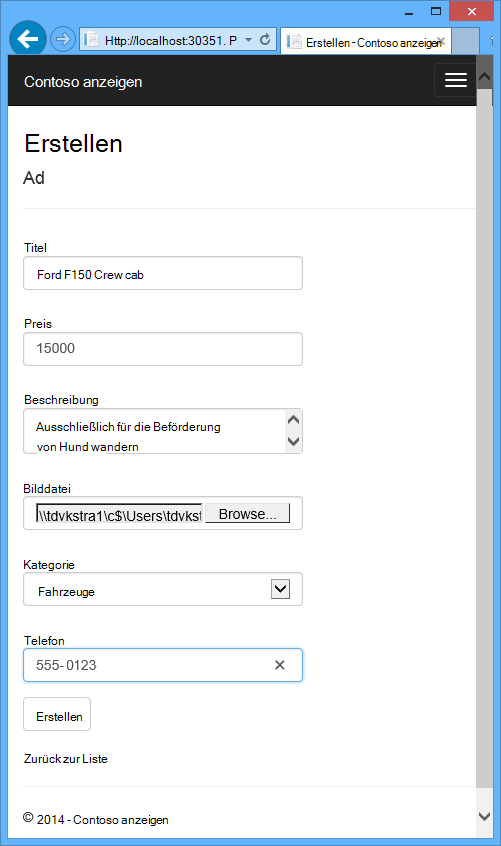 Http://localhost:30351. P
Erstellen - Contoso anzeigen
Contoso anzeigen
Erstellen
Ad
Titel
Ford F150 Crew cab
Preis
15000
Beschreibung
Ausschließlich für die Beförderung
von Hund wandern
Bilddatei
\\tdvkstra1\c$\Users\tdvkst
Browse...
Kategorie
Fahrzeuge
Telefon
555- 0123
Erstellen
Zurück zur Liste
© 2014 - Contoso anzeigen